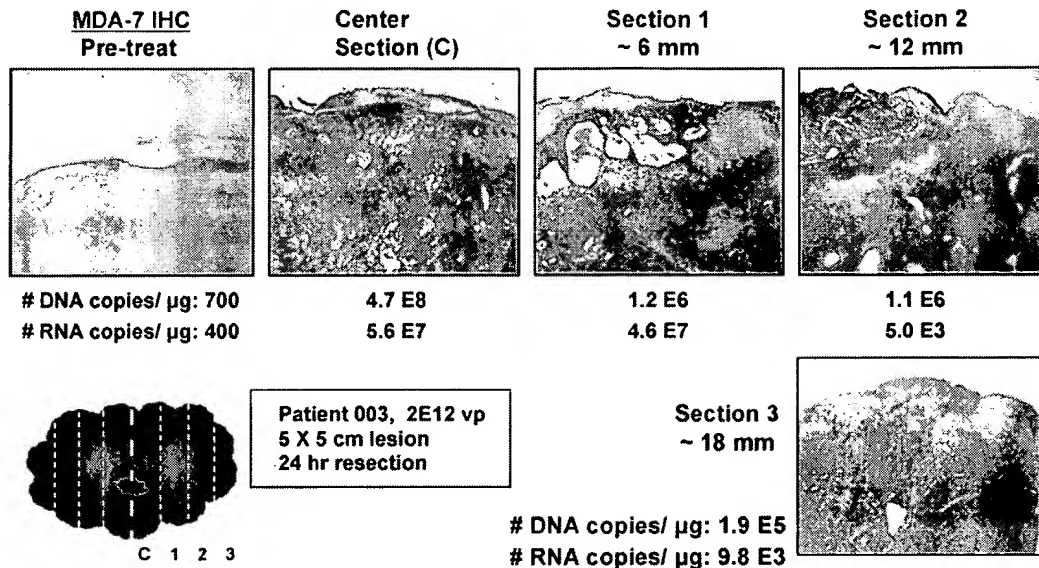 MDA-7 IHC
Pre-treat
Center
Section (C)
Section 1
~ 6 mm
Section 2
~ 12 mm
# DNA copies/ µg: 700
4.7 E8
1.2 E6
1.1 E6
# RNA copies/ µg: 400
5.6 E7
4.6 E7
5.0 E3
Patient 003, 2E12 vp
5 X 5 cm lesion
24 hr resection
Section 3
~ 18 mm
# DNA copies/ µg: 1.9 E5
# RNA copies/ µg: 9.8 E3
C 1 2 3